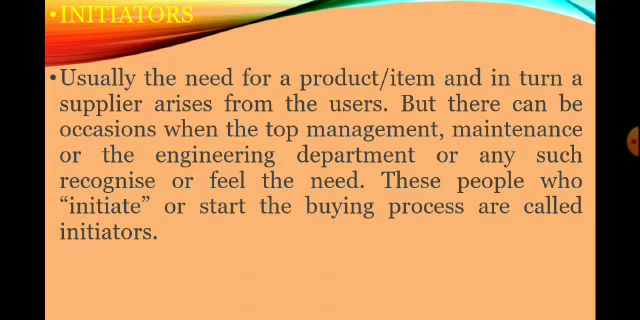 •INITIATORS
•Usually the need for a product/item and in turn a
supplier arises from the users. But there can be
occasions when the top management, maintenance
or the engineering department or any such
recognise or feel the need. These people who
“initiate” or start the buying process are called
initiators.